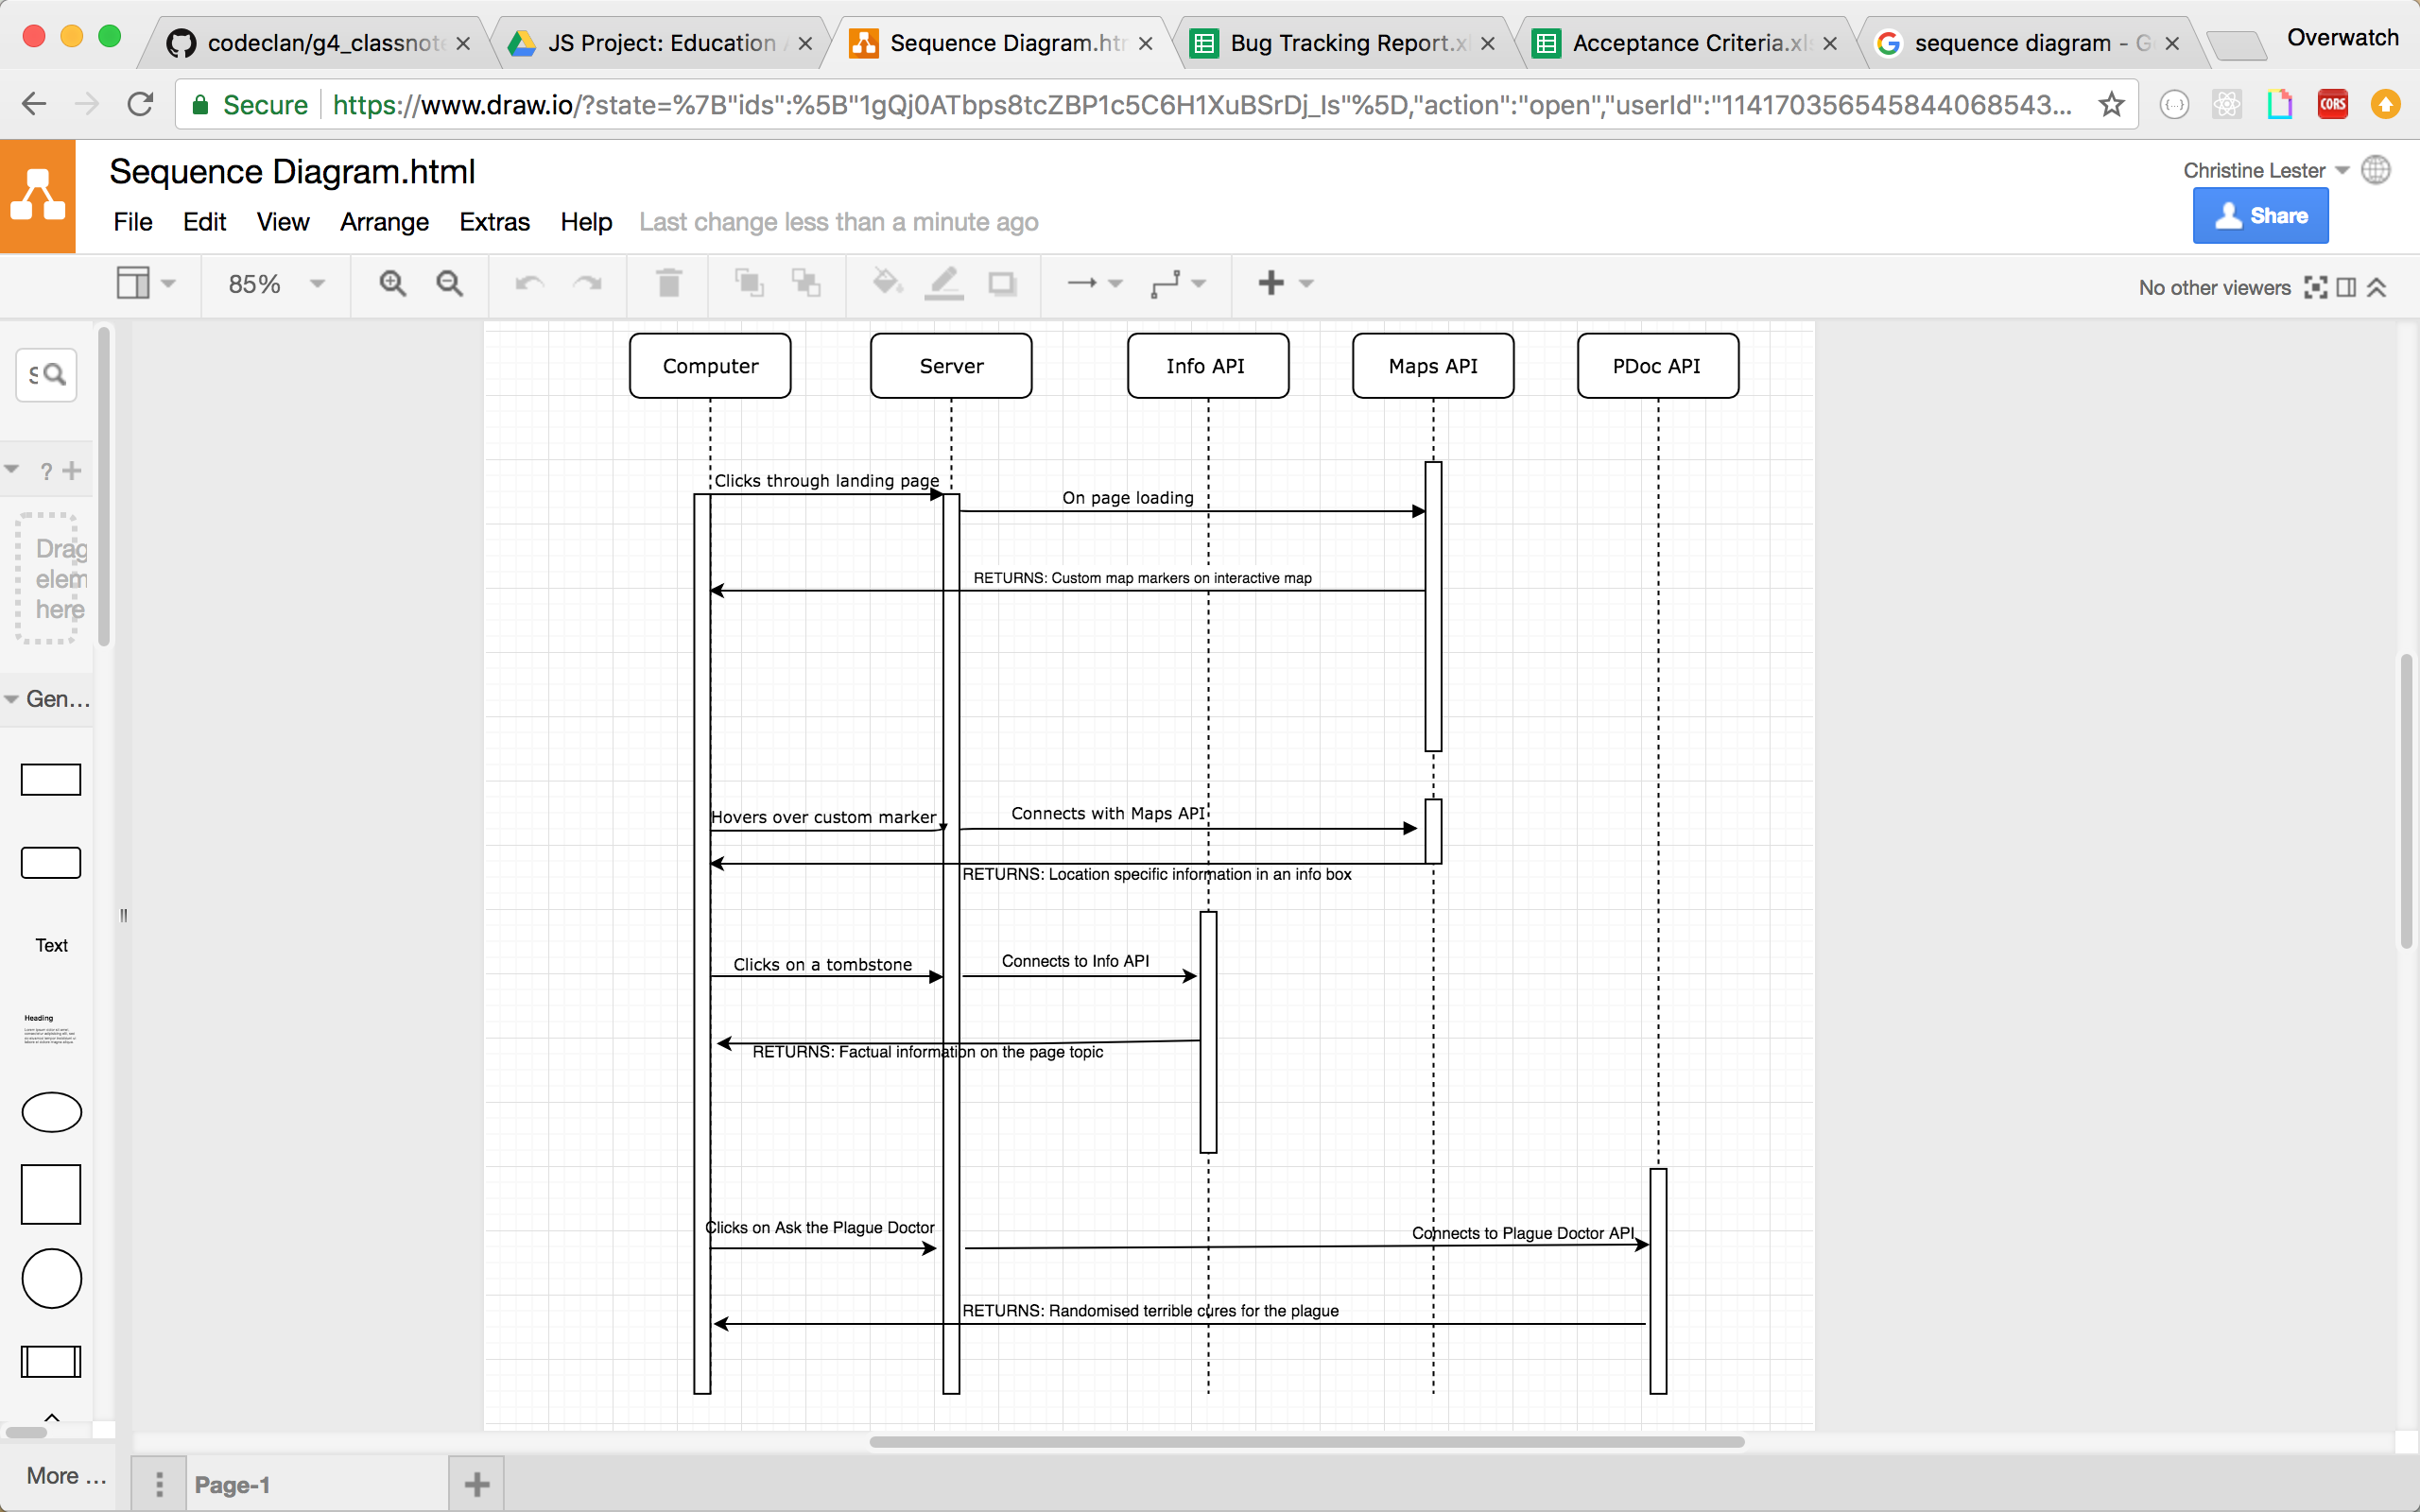 codeclan/g4_classnote
JS Project: Education
Sequence Diagram.htm
Bug Tracking Report.xl
Acceptance Criteria.xls
sequence diagram - G
Overwatch
Secure https://www.draw.io/?state=%7B"ids":%5B"1gQj0ATbps8tcZBP1c5C6H1XuBSrDj_Is"%5D,"action":"open","userId":"114170356545844068543...
{...}
CORS
Sequence Diagram.html
Christine Lester
File Edit View Arrange Extras Help Last change less than a minute ago
Share
85%
No other viewers
? +
Drag
elem
here
Gen...
Text
Heading
More ...
Page-1
Computer
Server
Info API
Maps API
PDoc API
Clicks through landing page
On page loading
RETURNS: Custom map markers on interactive map
Hovers over custom marker
Connects with Maps API
RETURNS: Location specific information in an info box
Clicks on a tombstone
Connects to Info API
RETURNS: Factual information on the page topic
Clicks on Ask the Plague Doctor
Connects to Plague Doctor API
RETURNS: Randomised terrible cures for the plague